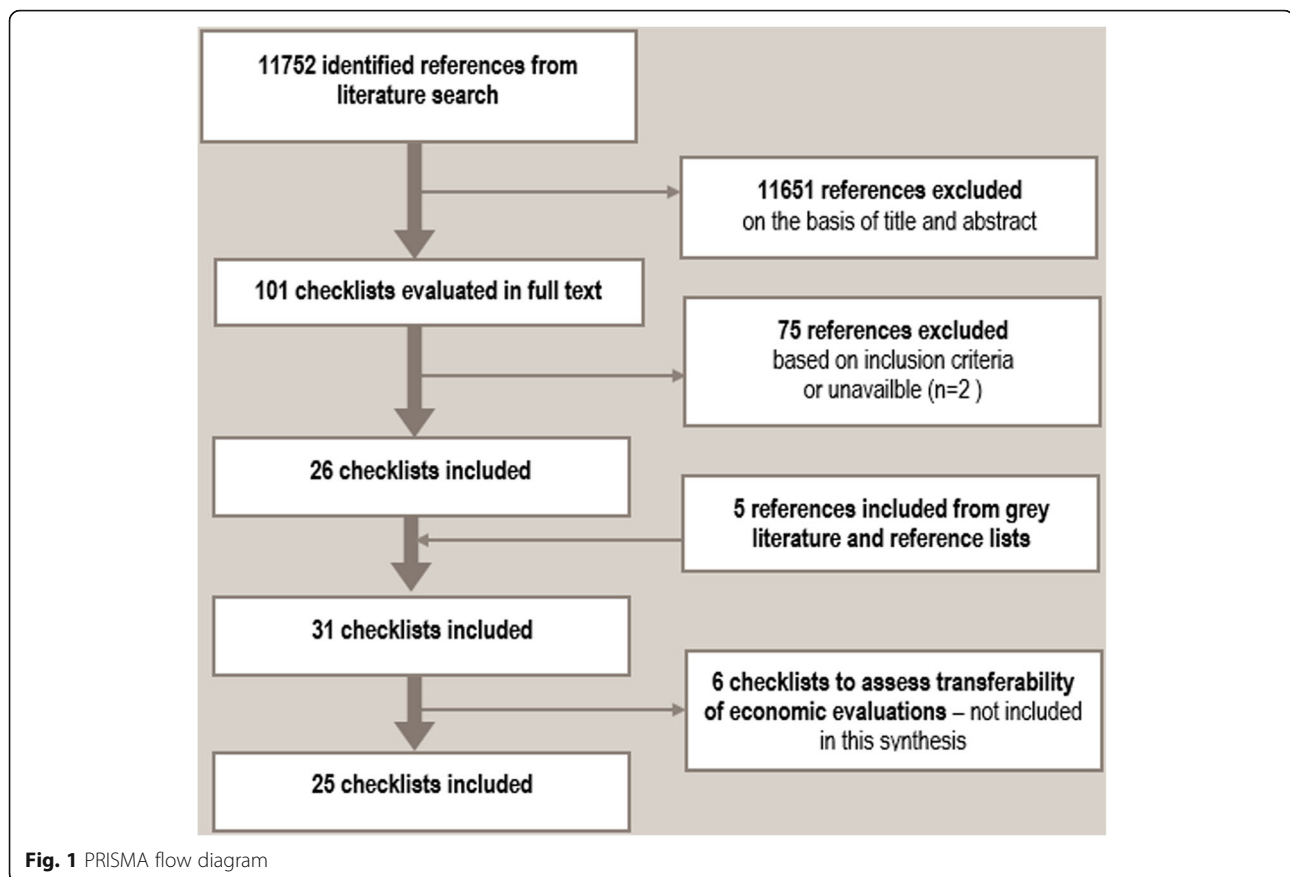 11752 identified references from
literature search
11651 references excluded
on the basis of title and abstract
101 checklists evaluated in full text
75 references excluded
based on inclusion criteria
or unavailble (n=2 )
26 checklists included
5 references included from grey
literature and reference lists
31 checklists included
6 checklists to assess transferability
of economic evaluations – not included
in this synthesis
25 checklists included
Fig. 1 PRISMA flow diagram